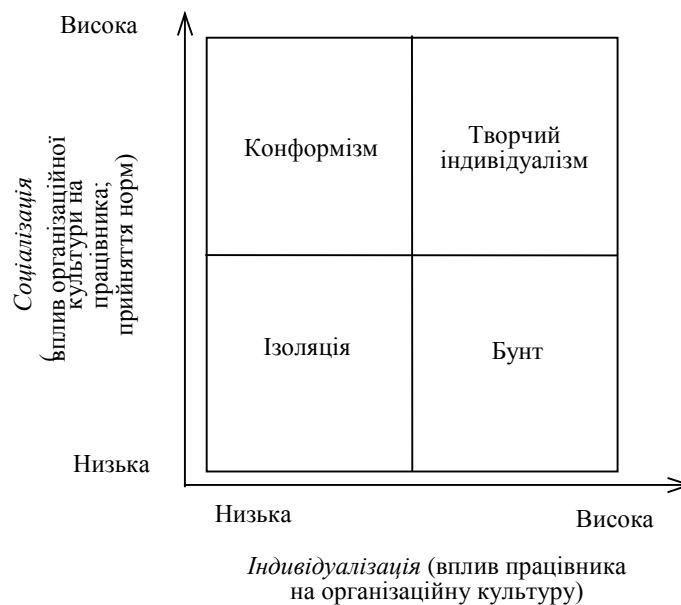 Висока
Соціалізація
(вплив організаційної
культури на
працівника;
прийняття норм)
Конформізм
Творчий
індивідуалізм
Ізоляція
Бунт
Низька
Низька
Висока
Індивідуалізація (вплив працівника
на організаційну культуру)